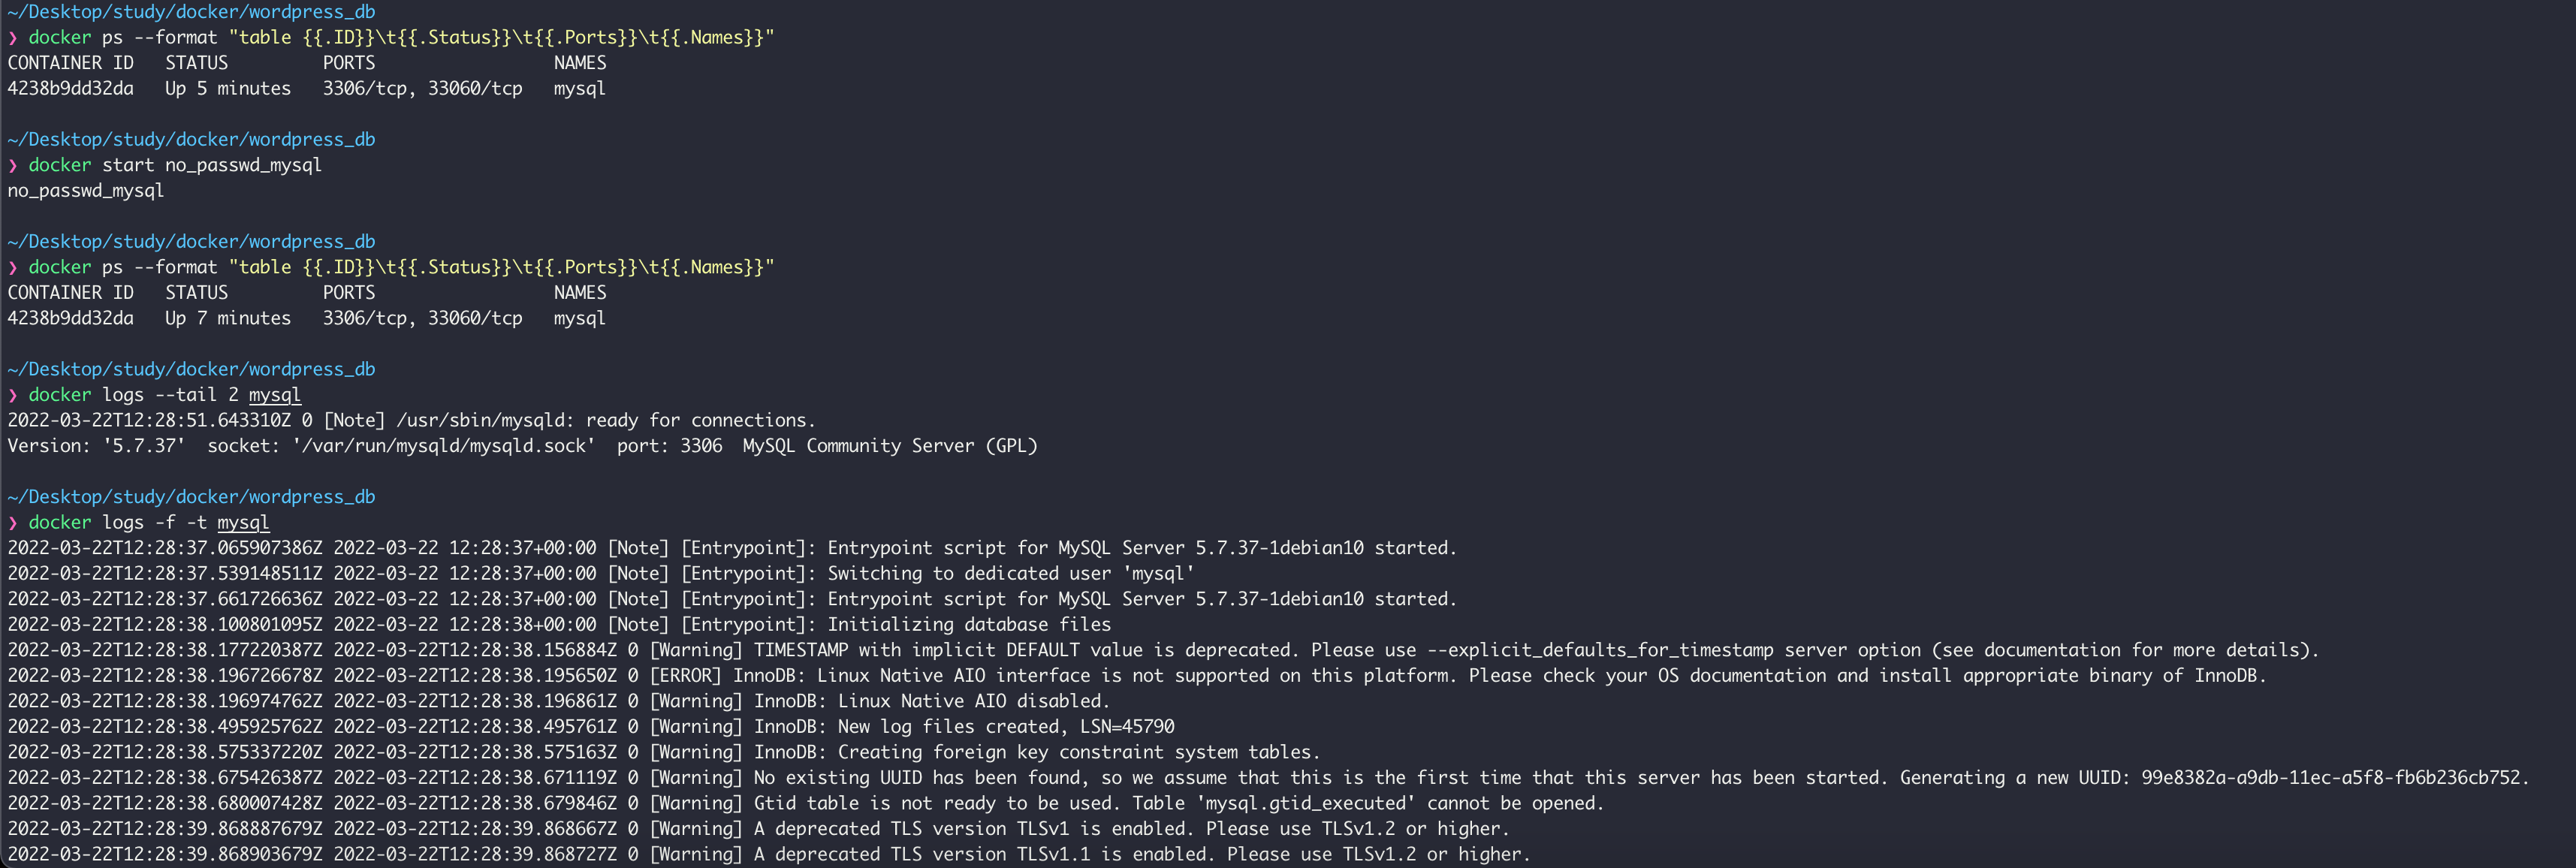 ~/Desktop/study/docker/wordpress_db
❯ docker ps --format "table {{.ID}}\t{{.Status}}\t{{.Ports}}\t{{.Names}}"
CONTAINER ID   STATUS         PORTS                 NAMES
4238b9dd32da   Up 5 minutes   3306/tcp, 33060/tcp   mysql
~/Desktop/study/docker/wordpress_db
❯ docker start no_passwd_mysql
no_passwd_mysql
~/Desktop/study/docker/wordpress_db
❯ docker ps --format "table {{.ID}}\t{{.Status}}\t{{.Ports}}\t{{.Names}}"
CONTAINER ID   STATUS         PORTS                 NAMES
4238b9dd32da   Up 7 minutes   3306/tcp, 33060/tcp   mysql
~/Desktop/study/docker/wordpress_db
❯ docker logs --tail 2 mysql
2022-03-22T12:28:51.643310Z 0 [Note] /usr/sbin/mysqld: ready for connections.
Version: '5.7.37'  socket: '/var/run/mysqld/mysqld.sock'  port: 3306  MySQL Community Server (GPL)
~/Desktop/study/docker/wordpress_db
❯ docker logs -f -t mysql
2022-03-22T12:28:37.065907386Z 2022-03-22 12:28:37+00:00 [Note] [Entrypoint]: Entrypoint script for MySQL Server 5.7.37-1debian10 started.
2022-03-22T12:28:37.539148511Z 2022-03-22 12:28:37+00:00 [Note] [Entrypoint]: Switching to dedicated user 'mysql'
2022-03-22T12:28:37.661726636Z 2022-03-22 12:28:37+00:00 [Note] [Entrypoint]: Entrypoint script for MySQL Server 5.7.37-1debian10 started.
2022-03-22T12:28:38.100801095Z 2022-03-22 12:28:38+00:00 [Note] [Entrypoint]: Initializing database files
2022-03-22T12:28:38.177220387Z 2022-03-22T12:28:38.156884Z 0 [Warning] TIMESTAMP with implicit DEFAULT value is deprecated. Please use --explicit_defaults_for_timestamp server option (see documentation for more details).
2022-03-22T12:28:38.196726678Z 2022-03-22T12:28:38.195650Z 0 [ERROR] InnoDB: Linux Native AIO interface is not supported on this platform. Please check your OS documentation and install appropriate binary of InnoDB.
2022-03-22T12:28:38.196974762Z 2022-03-22T12:28:38.196861Z 0 [Warning] InnoDB: Linux Native AIO disabled.
2022-03-22T12:28:38.495925762Z 2022-03-22T12:28:38.495761Z 0 [Warning] InnoDB: New log files created, LSN=45790
2022-03-22T12:28:38.575337220Z 2022-03-22T12:28:38.575163Z 0 [Warning] InnoDB: Creating foreign key constraint system tables.
2022-03-22T12:28:38.675426387Z 2022-03-22T12:28:38.671119Z 0 [Warning] No existing UUID has been found, so we assume that this is the first time that this server has been started. Generating a new UUID: 99e8382a-a9db-11ec-a5f8-fb6b236cb752.
2022-03-22T12:28:38.680007428Z 2022-03-22T12:28:38.679846Z 0 [Warning] Gtid table is not ready to be used. Table 'mysql.gtid_executed' cannot be opened.
2022-03-22T12:28:39.868887679Z 2022-03-22T12:28:39.868667Z 0 [Warning] A deprecated TLS version TLSv1 is enabled. Please use TLSv1.2 or higher.
2022-03-22T12:28:39.868903679Z 2022-03-22T12:28:39.868727Z 0 [Warning] A deprecated TLS version TLSv1.1 is enabled. Please use TLSv1.2 or higher.